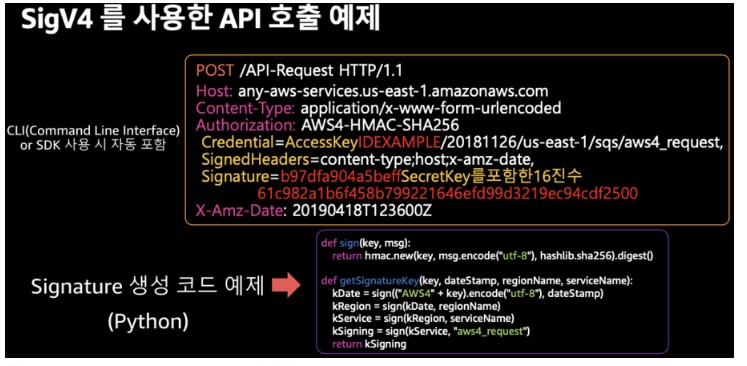 SigV4 를 사용한 API 호출 예제
POST /API-Request HTTP/1.1
Host: any-aws-services.us-east-1.amazonaws.com
Content-Type: application/x-www-form-urlencoded
Authorization: AWS4-HMAC-SHA256
Credential=AccessKeyIDEXAMPLE/20181126/us-east-1/sqs/aws4_request,
SignedHeaders=content-type;host;x-amz-date,
Signature=b97dfa904a5beffSecretKey를포함한16진수
61c982a1b6f458b799221646efd99d3219ec94cdf2500
X-Amz-Date: 20190418T123600Z
CLI(Command Line Interface)
or SDK 사용 시 자동 포함
Signature 생성 코드 예제
(Python)
def sign(key, msg):
return hmac.new(key, msg.encode("utf-8"), hashlib.sha256).digest()
def getSignatureKey(key, dateStamp, regionName, serviceName):
kDate = sign(("AWS4" + key).encode("utf-8"), dateStamp)
kRegion = sign(kDate, regionName)
kService = sign(kRegion, serviceName)
kSigning = sign(kService, "aws4_request")
return kSigning